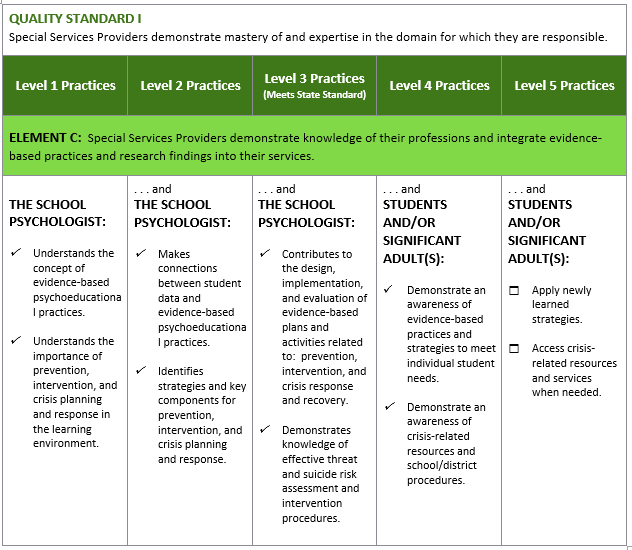 QUALITY STANDARD I
Special Services Providers demonstrate mastery of and expertise in the domain for which they are responsible.
Level 1 Practices
Level 2 Practices
Level 3 Practices
(Meets State Standard)
Level 4 Practices
Level 5 Practices
ELEMENT C:  Special Services Providers demonstrate knowledge of their professions and integrate evidence-
based practices and research findings into their services.
THE SCHOOL
PSYCHOLOGIST:
✓ Understands the
concept of
evidence-based
psychoeducationa
l practices.
✓ Understands the
importance of
prevention,
intervention, and
crisis planning
and response in
the learning
environment.
. . . and
THE SCHOOL
PSYCHOLOGIST:
✓ Makes
connections
between student
data and
evidence-based
psychoeducationa
l practices.
✓ Identifies
strategies and key
components for
prevention,
intervention, and
crisis planning
and response.
. . . and
THE SCHOOL
PSYCHOLOGIST:
✓ Contributes to
the design,
implementation,
and evaluation of
evidence-based
plans and
activities related
to:  prevention,
intervention, and
crisis response
and recovery.
✓ Demonstrates
knowledge of
effective threat
and suicide risk
assessment and
intervention
procedures.
. . . and
STUDENTS
AND/OR
SIGNIFICANT
ADULT(S):
✓ Demonstrate an
awareness of
evidence-based
practices and
strategies to meet
individual student
needs.
✓ Demonstrate an
awareness of
crisis-related
resources and
school/district
procedures.
. . . and
STUDENTS
AND/OR
SIGNIFICANT
ADULT(S):
☐ Apply newly
learned
strategies.
☐ Access crisis-
related resources
and services
when needed.